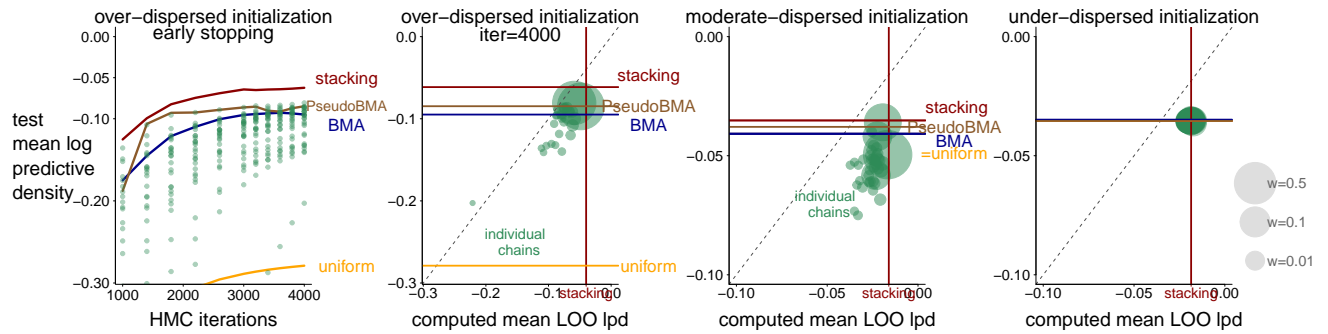 over-dispersed initialization
early stopping
0.00
−0.05
−0.10
−0.20
−0.30
test
mean log
predictive
density
stacking
PseudoBMA
BMA
uniform
1000
2000
3000
4000
HMC iterations
over-dispersed initialization
iter=4000
0.00
−0.1
−0.2
−0.3
stacking
PseudoBMA
BMA
individual
chains
uniform
−0.3
−0.2
−0.1
0.0
stacking
computed mean LOO lpd
moderate-dispersed initialization
0.00
−0.05
−0.10
stacking
PseudoBMA
BMA
=uniform
individual
chains
−0.10
−0.05
0.00
stacking
computed mean LOO lpd
under-dispersed initialization
0.00
−0.05
−0.10
w=0.5
w=0.1
w=0.01
−0.10
−0.05
0.00
stacking
computed mean LOO lpd